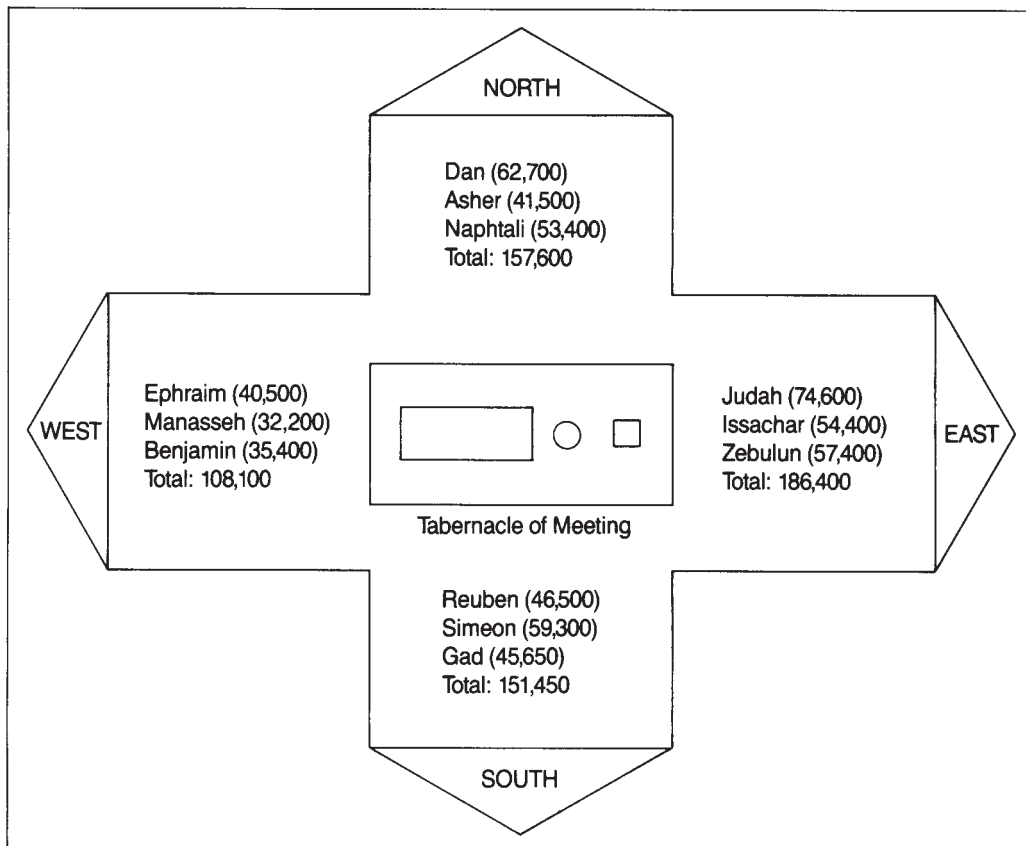 NORTH
Dan (62,700)
Asher (41,500)
Naphtali (53,400)
Total: 157,600
WEST
Ephraim (40,500)
Manasseh (32,200)
Benjamin (35,400)
Total: 108,100
Tabernacle of Meeting
Judah (74,600)
Issachar (54,400)
Zebulun (57,400)
Total: 186,400
EAST
Reuben (46,500)
Simeon (59,300)
Gad (45,650)
Total: 151,450
SOUTH